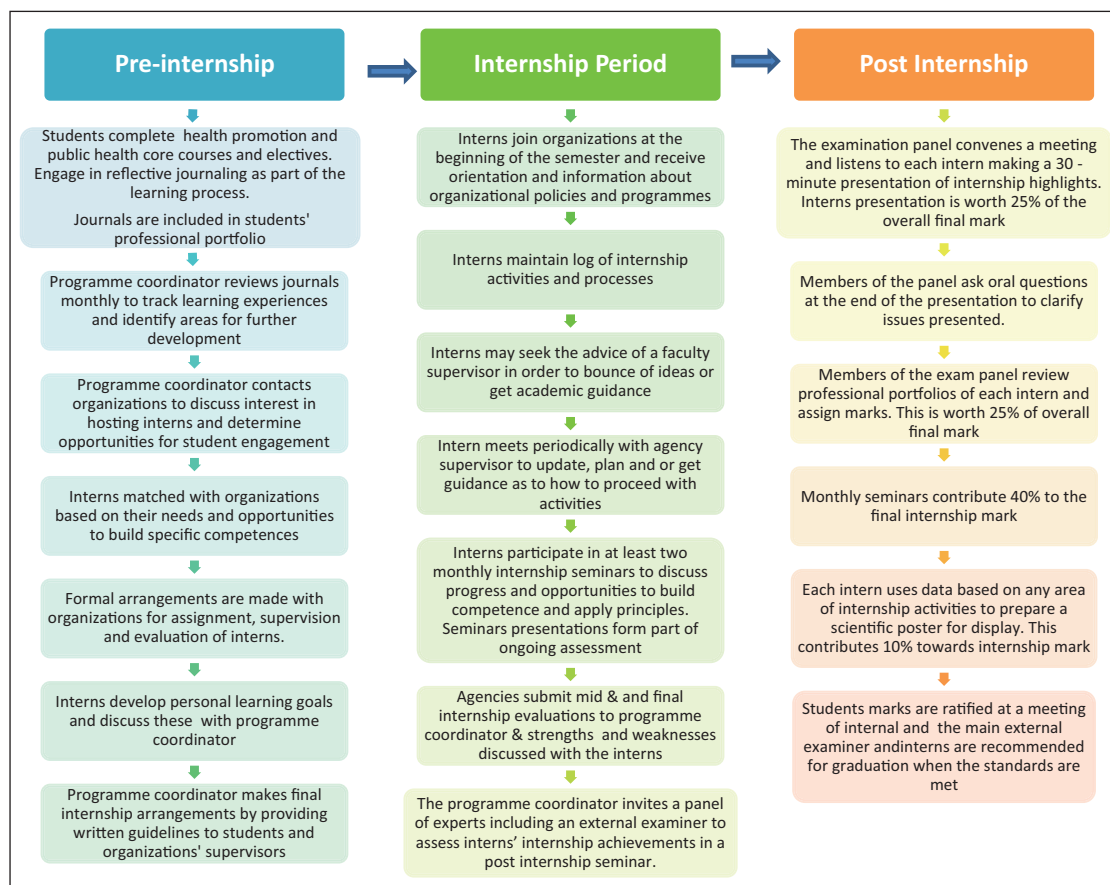 Pre-internship
Students complete health promotion and
public health core courses and electives.
Engage in reflective journaling as part of the
learning process.
Journals are included in students'
professional portfolio
Programme coordinator reviews journals
monthly to track learning experiences
and identify areas for further
development
Programme coordinator contacts
organizations to discuss interest in
hosting interns and determine
opportunities for student engagement
Interns matched with organizations
based on their needs and opportunities
to build specific competences
Formal arrangements are made with
organizations for assignment, supervision
and evaluation of interns.
Interns develop personal learning goals
and discuss these with programme
coordinator
Programme coordinator makes final
internship arrangements by providing
written guidelines to students and
organizations' supervisors
Internship Period
Interns join organizations at the
beginning of the semester and receive
orientation and information about
organizational policies and programmes
Interns maintain log of internship
activities and processes
Interns may seek the advice of a faculty
supervisor in order to bounce of ideas or
get academic guidance
Intern meets periodically with agency
supervisor to update, plan and or get
guidance as to how to proceed with
activities
Interns participate in at least two
monthly internship seminars to discuss
progress and opportunities to build
competence and apply principles.
Seminars presentations form part of
ongoing assessment
Agencies submit mid & and final
internship evaluations to programme
coordinator & strengths and weaknesses
discussed with the interns
The programme coordinator invites a panel
of experts including an external examiner to
assess interns' internship achievements in a
post internship seminar.
Post Internship
The examination panel convenes a meeting
and listens to each intern making a 30 -
minute presentation of internship highlights.
Interns presentation is worth 25% of the
overall final mark
Members of the panel ask oral questions
at the end of the presentation to clarify
issues presented.
Members of the exam panel review
professional portfolios of each intern and
assign marks. This is worth 25% of overall
final mark
Monthly seminars contribute 40% to the
final internship mark
Each intern uses data based on any area
of internship activities to prepare a
scientific poster for display. This
contributes 10% towards internship mark
Students marks are ratified at a meeting
of internal and the main external
examiner andinterns are recommended
for graduation when the standards are
met